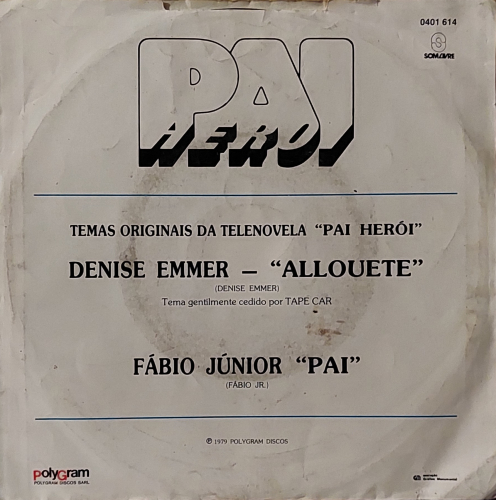 0401 614
S
SOM LIVRE
PAI
HEROI
TEMAS ORIGINAIS DA TELENOVELA “PAI HERÓI”
DENISE EMMER – “ALLOUETE”
(DENISE EMMER)
Tema gentilmente cedido por TAPE CAR
FÁBIO JÚNIOR “PAI”
(FÁBIO JR.)
℗ 1979 POLYGRAM DISCOS
polyGram
POLYGRAM DISCOS SARL